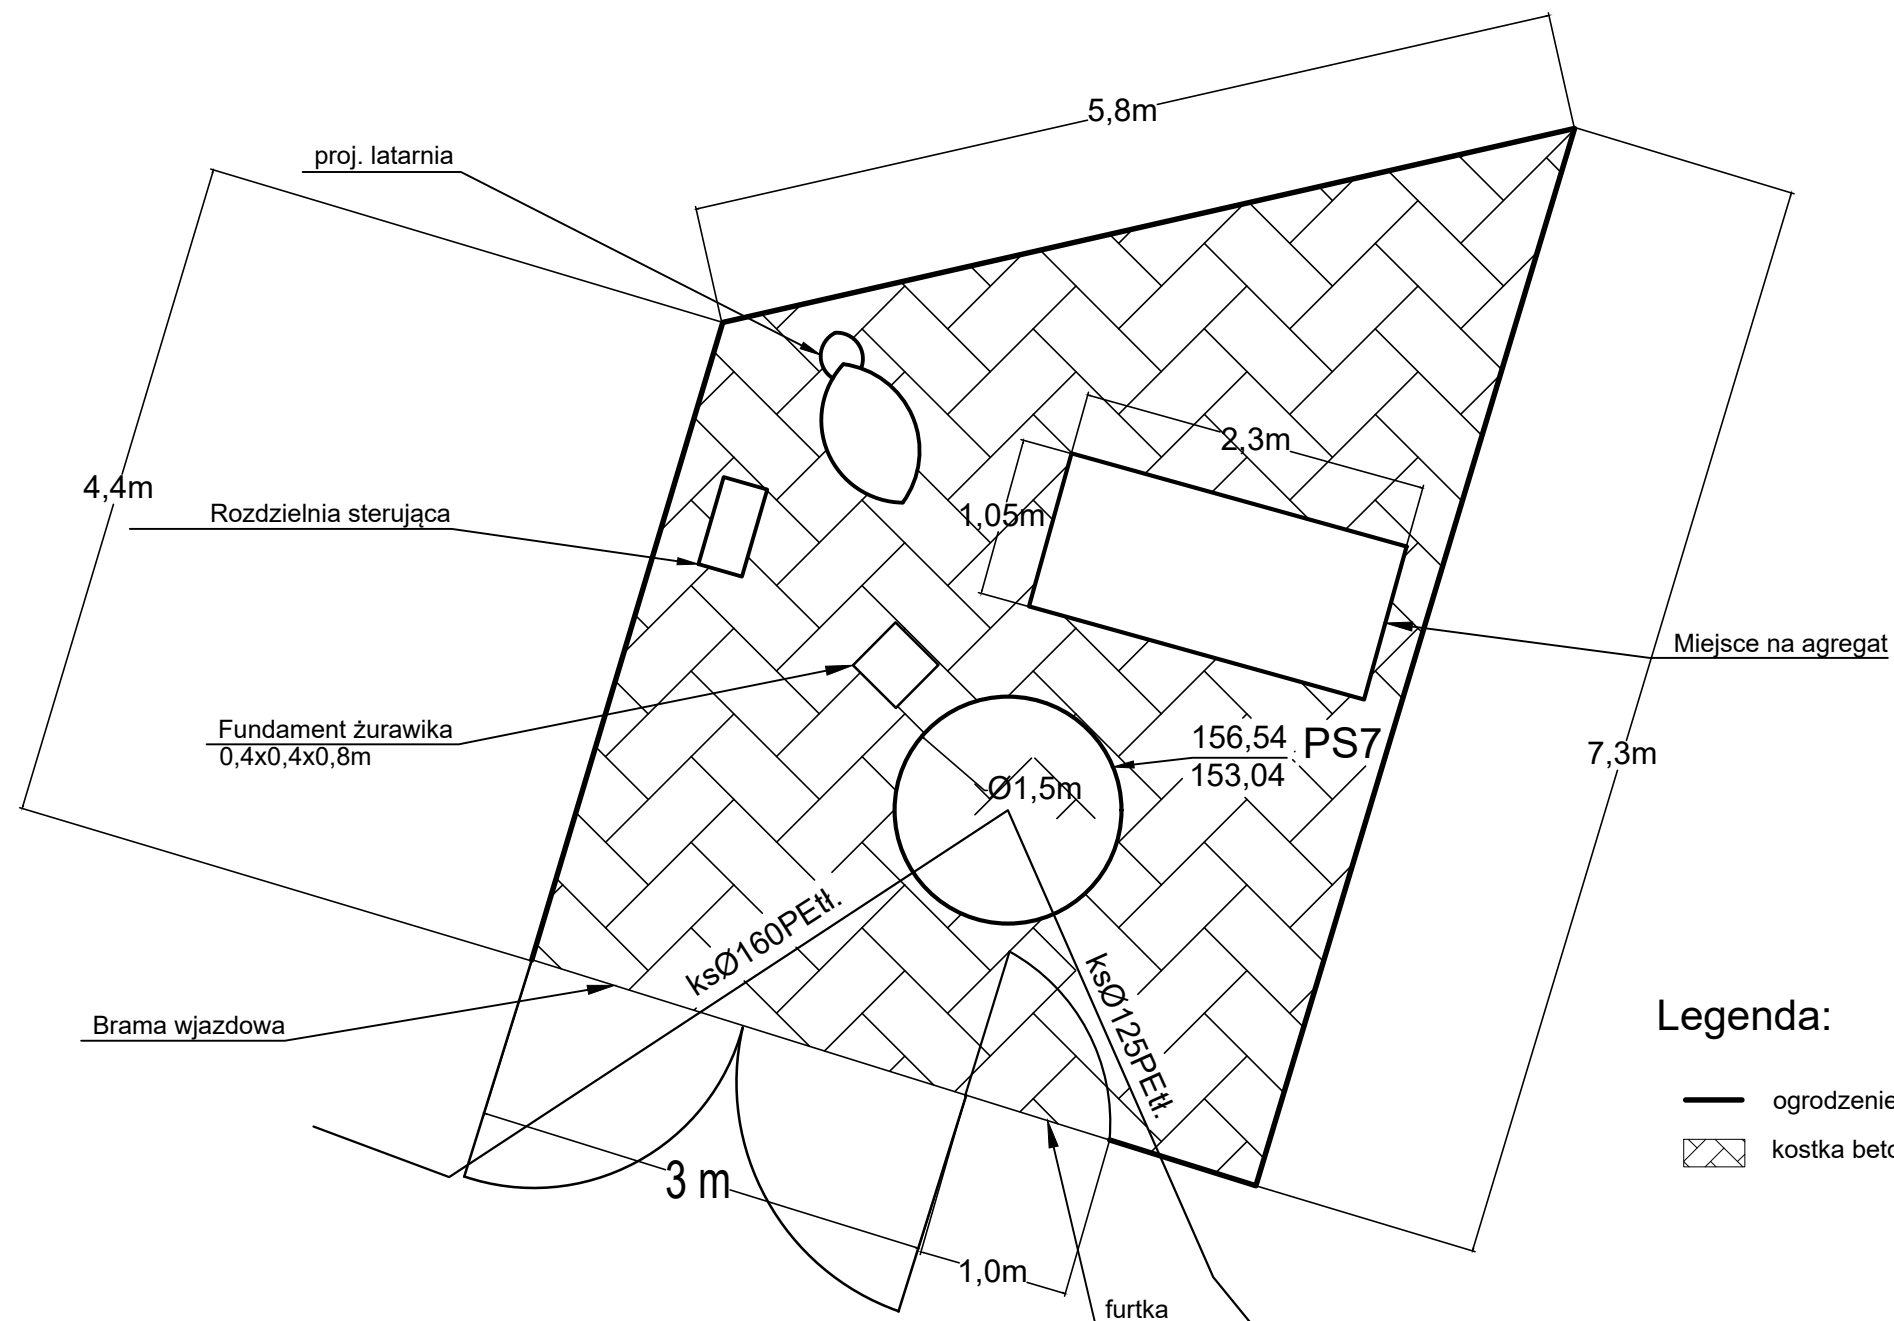 5,8m
proj. latarnia
2,3m
4,4m
Rozdzielnia sterująca
1,05m
Miejsce na agregat
Fundament żurawika
0,4x0,4x0,8m
156,54
PS7
153,04
7,3m
Ø1,5m
ksØ160PEtł.
ksØ125PEtł.
Brama wjazdowa
Legenda:
ogrodzenie
3 m
1,0m
furtka